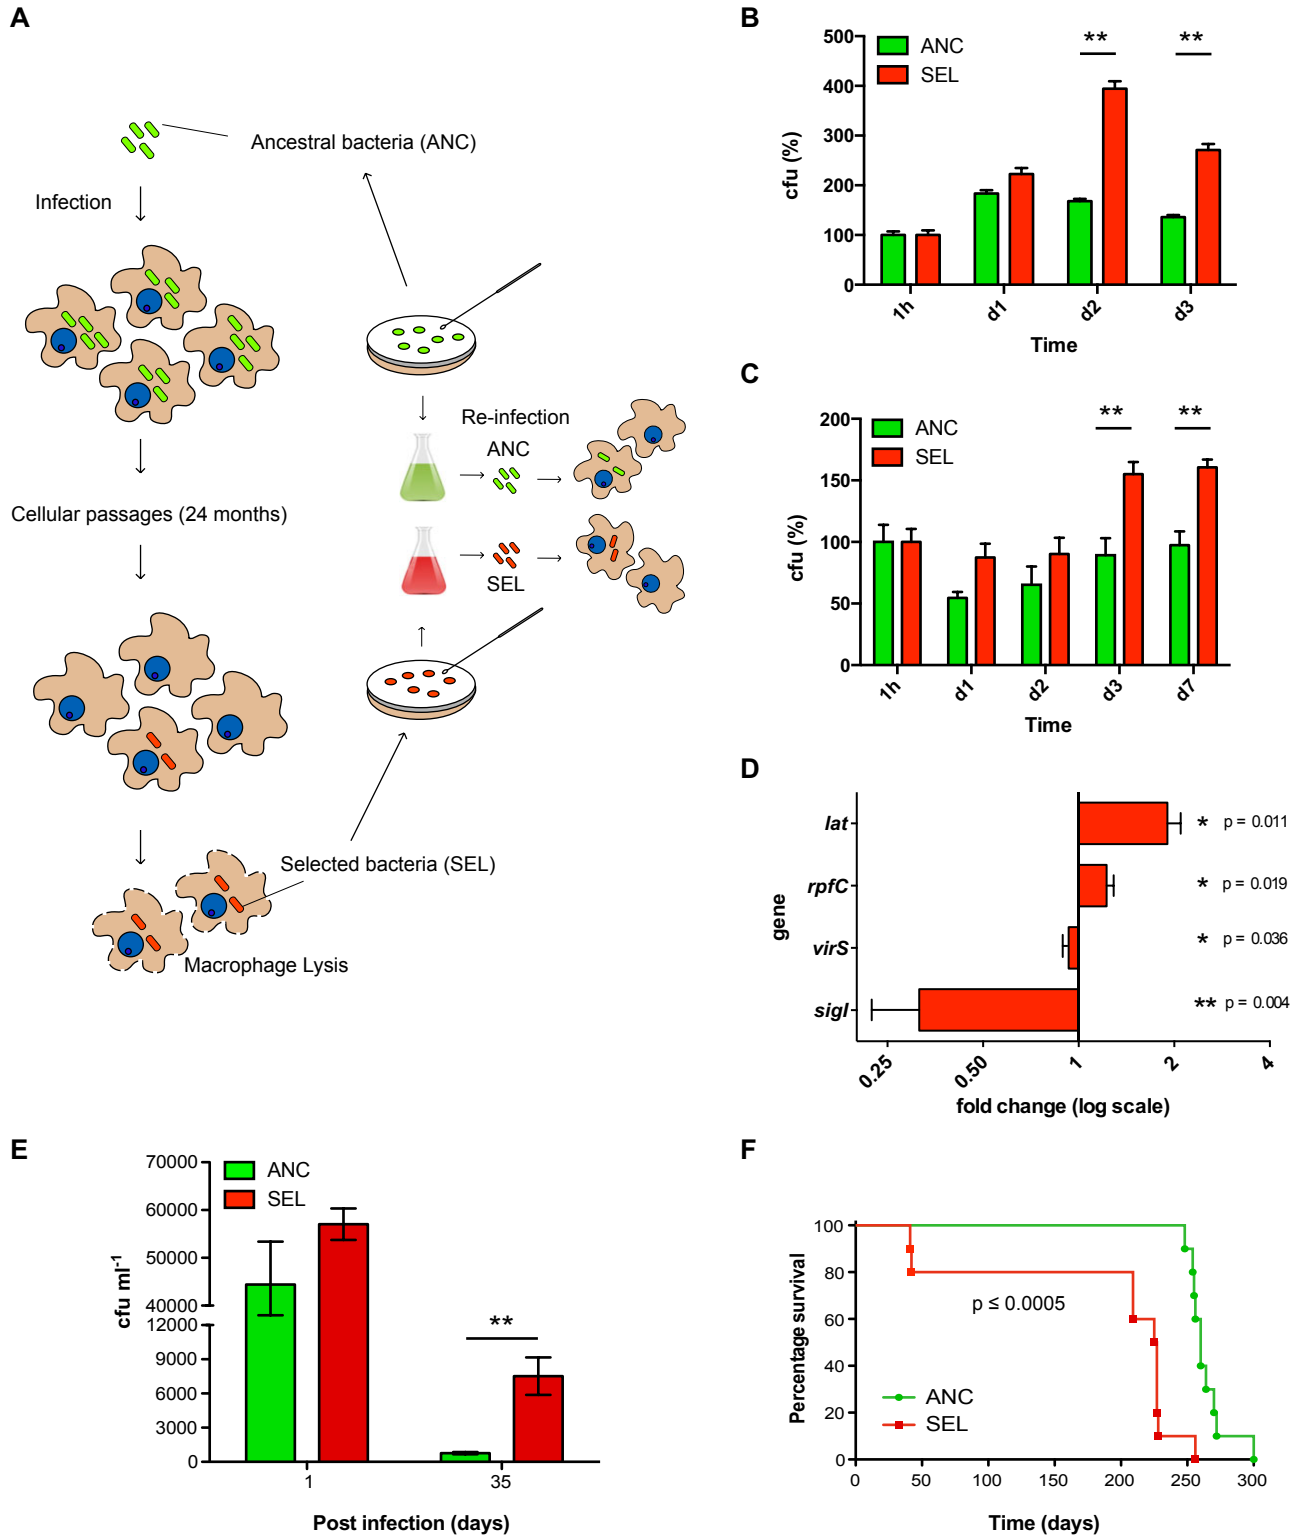 A
Ancestral bacteria (ANC)
Infection
Cellular passages (24 months)
Re-infection
ANC
SEL
Selected bacteria (SEL)
Macrophage Lysis
B
500
400
300
200
100
0
cfu (%)
ANC
SEL
**
**
1h
d1
d2
d3
Time
C
200
150
100
50
0
cfu (%)
ANC
SEL
**
**
1h
d1
d2
d3
d7
Time
D
gene
lat
* p = 0.011
rpfC
* p = 0.019
virS
* p = 0.036
sigI
** p = 0.004
0.25
0.50
1
2
4
fold change (log scale)
E
70000
60000
50000
40000
12000
9000
6000
3000
0
cfu ml-1
ANC
SEL
**
1
35
Post infection (days)
F
100
80
60
40
20
0
Percentage survival
p ≤ 0.0005
ANC
SEL
0
50
100
150
200
250
300
Time (days)